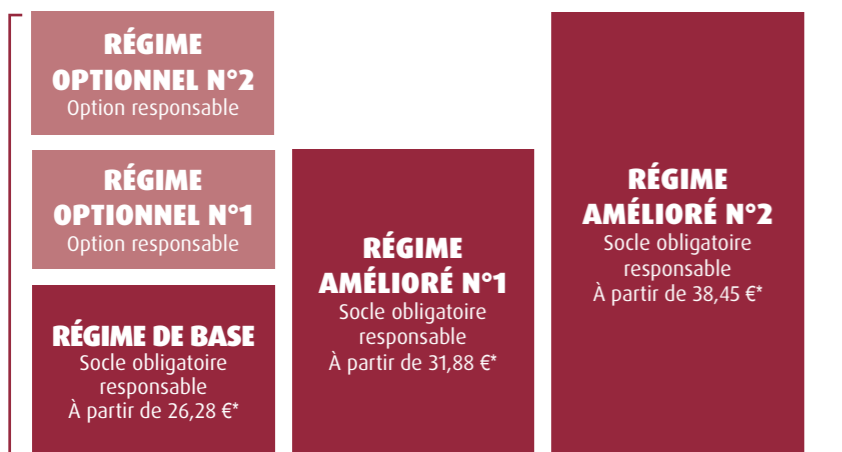 RÉGIME
OPTIONNEL N°2
Option responsable
RÉGIME
OPTIONNEL N°1
Option responsable
RÉGIME DE BASE
Socle obligatoire
responsable
À partir de 26,28 €*
RÉGIME
AMÉLIORÉ N°1
Socle obligatoire
responsable
À partir de 31,88 €*
RÉGIME
AMÉLIORÉ N°2
Socle obligatoire
responsable
À partir de 38,45 €*